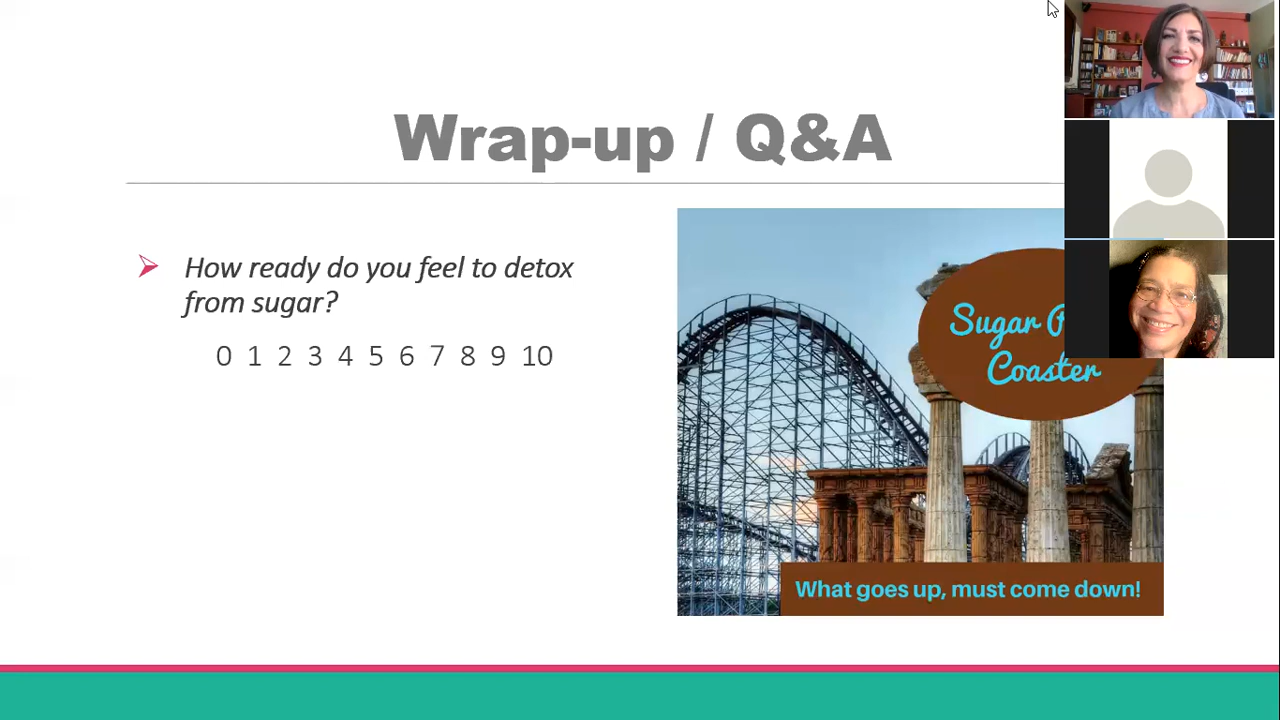 Wrap-up / Q&A
How ready do you feel to detox
from sugar?
0 1 2 3 4 5 6 7 8 9 10
Sugar
Coaster
What goes up, must come down!